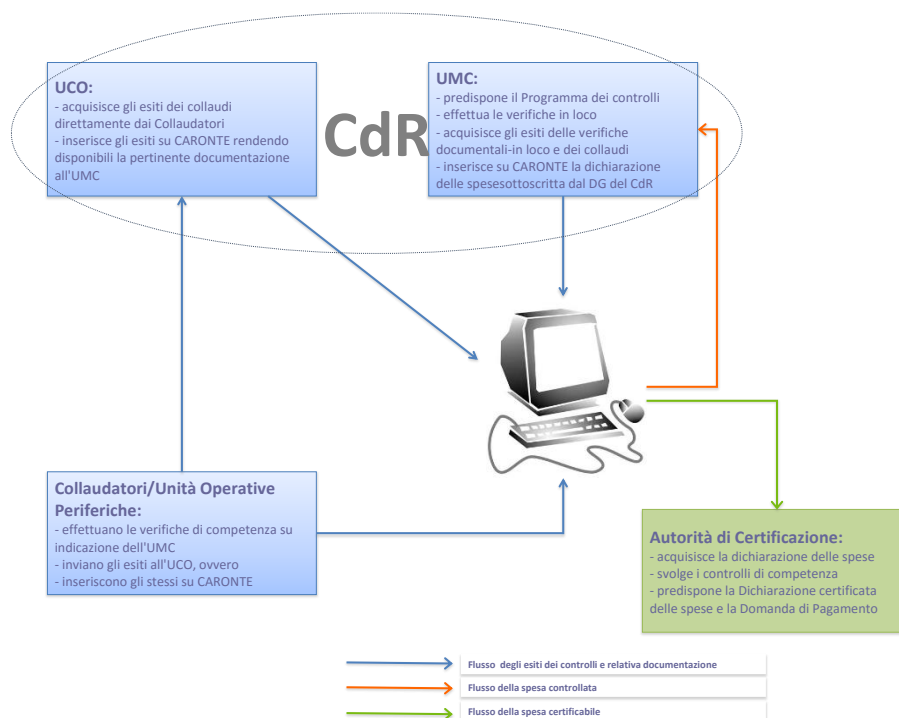 UCO:
- acquisisce gli esiti dei collaudi
direttamente dai Collaudatori
- inserisce gli esiti su CARONTE rendendo
disponibili la pertinente documentazione
all'UMC
CdR
UMC:
- predispone il Programma dei controlli
- effettua le verifiche in loco
- acquisisce gli esiti delle verifiche
documentali-in loco e dei collaudi
- inserisce su CARONTE la dichiarazione
delle spesesottoscritta dal DG del CdR
Collaudatori/Unità Operative
Periferiche:
- effettuano le verifiche di competenza su
indicazione dell'UMC
- inviano gli esiti all'UCO, ovvero
- inseriscono gli stessi su CARONTE
Autorità di Certificazione:
- acquisisce la dichiarazione delle spese
- svolge i controlli di competenza
- predispone la Dichiarazione certificata
delle spese e la Domanda di Pagamento
Flusso degli esiti dei controlli e relativa documentazione
Flusso della spesa controllata
Flusso della spesa certificabile